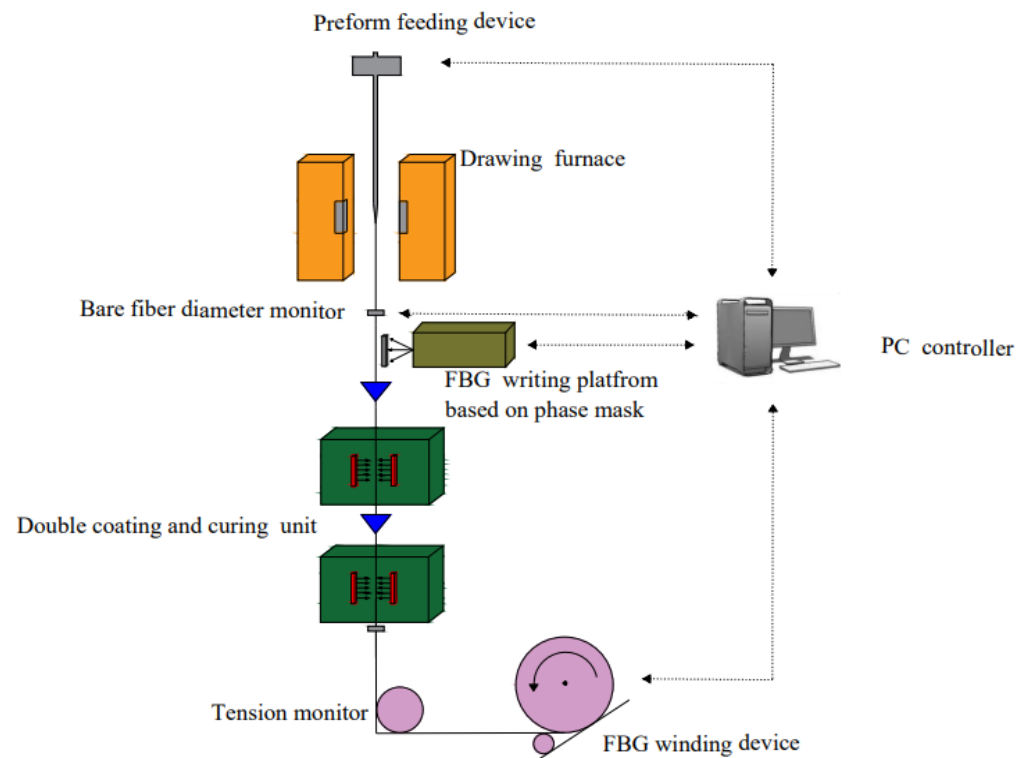 Preform feeding device
Drawing furnace
Bare fiber diameter monitor
PC controller
FBG writing platfrom
based on phase mask
Double coating and curing unit
Tension monitor
FBG winding device